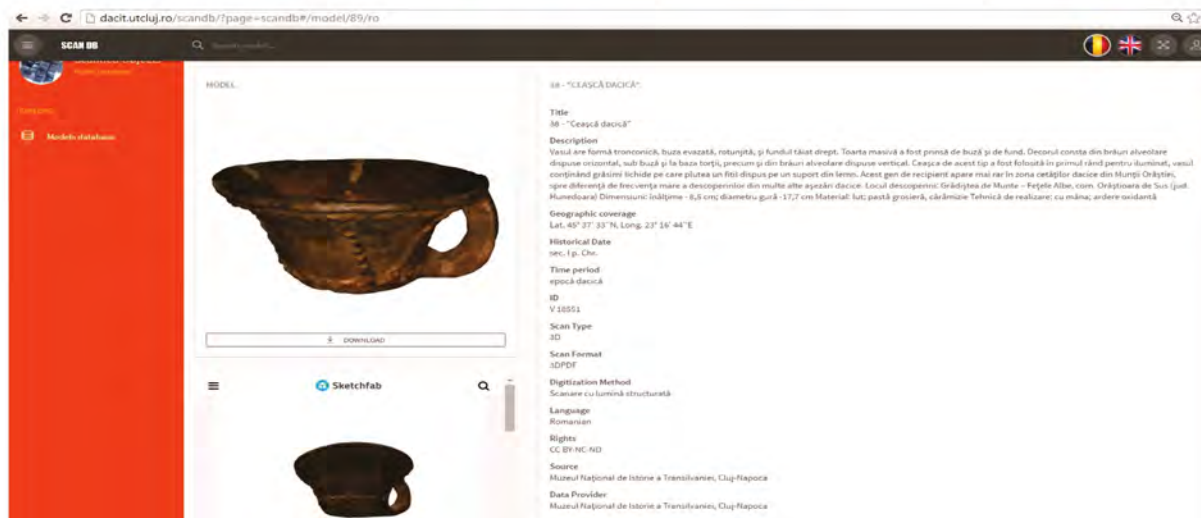 dacit.utcluj.ro/scandb/?page=scandb#/model/89/ro
SCAN DB
MODEL
Models database
DOWNLOAD
Sketchfab
38 - "CEAȘCĂ DACICĂ"
Title
38 - "Ceașcă dacică"
Description
Vasul are formă tronconică, buza evazată, rotunjită, și fundul tăiat drept. Toarta masivă a fost prinsă de buză și de fund. Decorul consta din brâuri alveolare
dispuse orizontal, sub buză și la baza torții, precum și din brâuri alveolare dispuse vertical. Ceașca de acest tip a fost folosită în primul rând pentru iluminat, vasul
conținând grăsimi lichide pe care plutea un fitil dispus pe un suport din lemn. Acest gen de recipient apare mai rar în zona cetăților dacice din Munții Orăștiei,
spre diferență de frecvența mare a descoperirilor din multe alte așezări dacice. Locul descoperirii: Grădiștea de Munte – Fețele Albe, com. Orăștioara de Sus (jud.
Hunedoara) Dimensiuni: înălțime - 8,5 cm; diametru gură -17,7 cm Material: lut; pastă grosieră, cărămizie Tehnică de realizare: cu mâna; ardere oxidantă
Geographic coverage
Lat. 45° 37' 33"N, Long. 23° 16' 44"E
Historical Date
sec. I p. Chr.
Time period
epocă dacică
ID
V 18551
Scan Type
3D
Scan Format
3DPDF
Digitization Method
Scanare cu lumină structurată
Language
Romanian
Rights
CC BY-NC-ND
Source
Muzeul Național de Istorie a Transilvaniei, Cluj-Napoca
Data Provider
Muzeul Național de Istorie a Transilvaniei, Cluj-Napoca